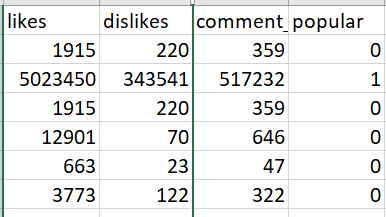 likes dislikes comment_ popular
1915 220 359 0
5023450 343541 517232 1
1915 220 359 0
12901 70 646 0
663 23 47 0
3773 122 322 0